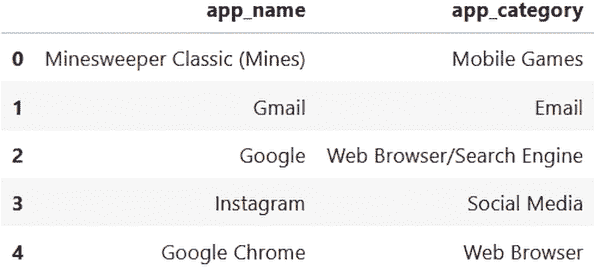 app_name app_category
0 Minesweeper Classic (Mines) Mobile Games
1 Gmail Email
2 Google Web Browser/Search Engine
3 Instagram Social Media
4 Google Chrome Web Browser